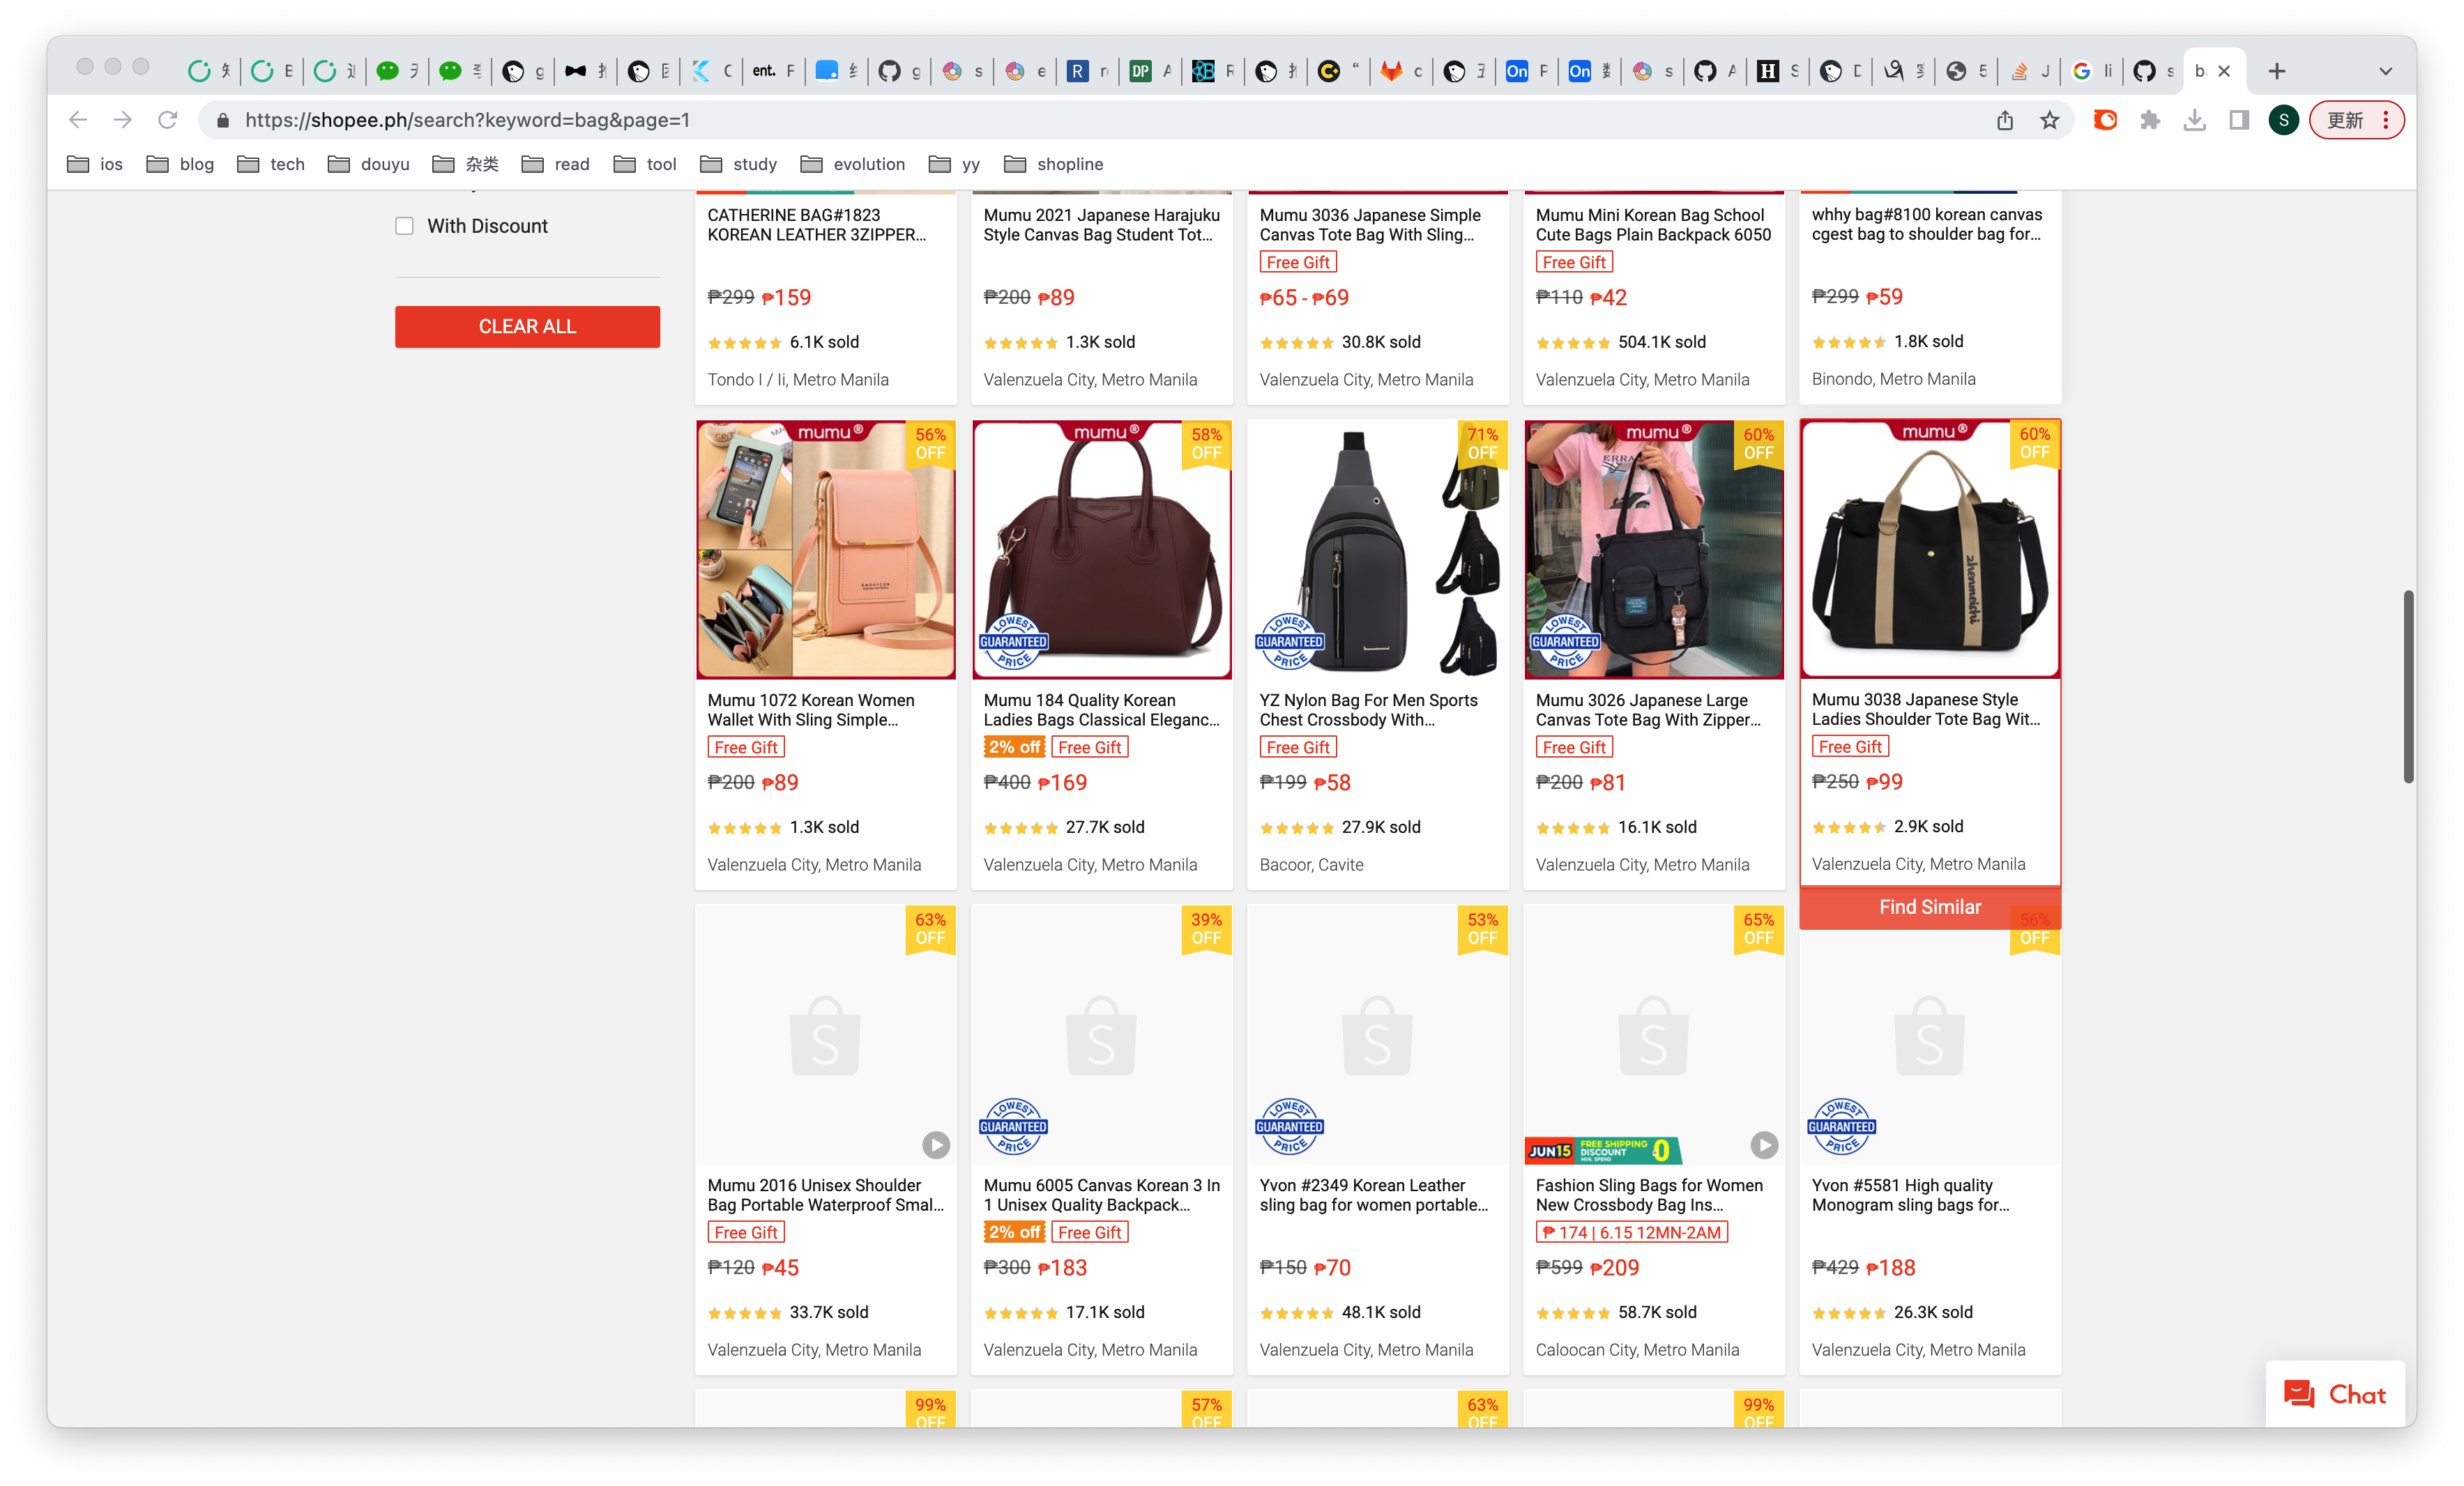 g
ent.
F
R
r
DP
A
R
c
On
P
On
s
A
H
S
D
5
J
li
s
b
https://shopee.ph/search?keyword=bag&page=1
S
更新
ios
blog
tech
douyu
杂类
read
tool
study
evolution
yy
shopline
With Discount
CLEAR ALL
CATHERINE BAG#1823
KOREAN LEATHER 3ZIPPER...
₱299 ₱159
6.1K sold
Tondo I / Ii, Metro Manila
Mumu 2021 Japanese Harajuku
Style Canvas Bag Student Tot...
₱200 ₱89
1.3K sold
Valenzuela City, Metro Manila
Mumu 3036 Japanese Simple
Canvas Tote Bag With Sling...
Free Gift
₱65 - ₱69
30.8K sold
Valenzuela City, Metro Manila
Mumu Mini Korean Bag School
Cute Bags Plain Backpack 6050
Free Gift
₱110 ₱42
504.1K sold
Valenzuela City, Metro Manila
whhy bag#8100 korean canvas
cgest bag to shoulder bag for...
₱299 ₱59
1.8K sold
Binondo, Metro Manila
mumu®
56%
OFF
Mumu 1072 Korean Women
Wallet With Sling Simple...
Free Gift
₱200 ₱89
1.3K sold
Valenzuela City, Metro Manila
mumu®
58%
OFF
LOWEST
GUARANTEED
PRICE
Mumu 184 Quality Korean
Ladies Bags Classical Eleganc...
2% off Free Gift
₱400 ₱169
27.7K sold
Valenzuela City, Metro Manila
71%
OFF
LOWEST
GUARANTEED
PRICE
YZ Nylon Bag For Men Sports
Chest Crossbody With...
Free Gift
₱199 ₱58
27.9K sold
Bacoor, Cavite
mumu®
60%
OFF
LOWEST
GUARANTEED
PRICE
Mumu 3026 Japanese Large
Canvas Tote Bag With Zipper...
Free Gift
₱200 ₱81
16.1K sold
Valenzuela City, Metro Manila
mumu®
60%
OFF
zhenmeishi
Mumu 3038 Japanese Style
Ladies Shoulder Tote Bag Wit...
Free Gift
₱250 ₱99
2.9K sold
Valenzuela City, Metro Manila
Find Similar
63%
OFF
Mumu 2016 Unisex Shoulder
Bag Portable Waterproof Smal...
Free Gift
₱120 ₱45
33.7K sold
Valenzuela City, Metro Manila
39%
OFF
LOWEST
GUARANTEED
PRICE
Mumu 6005 Canvas Korean 3 In
1 Unisex Quality Backpack...
2% off Free Gift
₱300 ₱183
17.1K sold
Valenzuela City, Metro Manila
53%
OFF
LOWEST
GUARANTEED
PRICE
Yvon #2349 Korean Leather
sling bag for women portable...
₱150 ₱70
48.1K sold
Valenzuela City, Metro Manila
65%
OFF
JUN15
FREE SHIPPING
DISCOUNT
MIN. SPEND
₱0
Fashion Sling Bags for Women
New Crossbody Bag Ins...
₱ 174 | 6.15 12MN-2AM
₱599 ₱209
58.7K sold
Caloocan City, Metro Manila
56%
OFF
LOWEST
GUARANTEED
PRICE
Yvon #5581 High quality
Monogram sling bags for...
₱429 ₱188
26.3K sold
Valenzuela City, Metro Manila
99%
OFF
57%
OFF
63%
OFF
99%
OFF
Chat